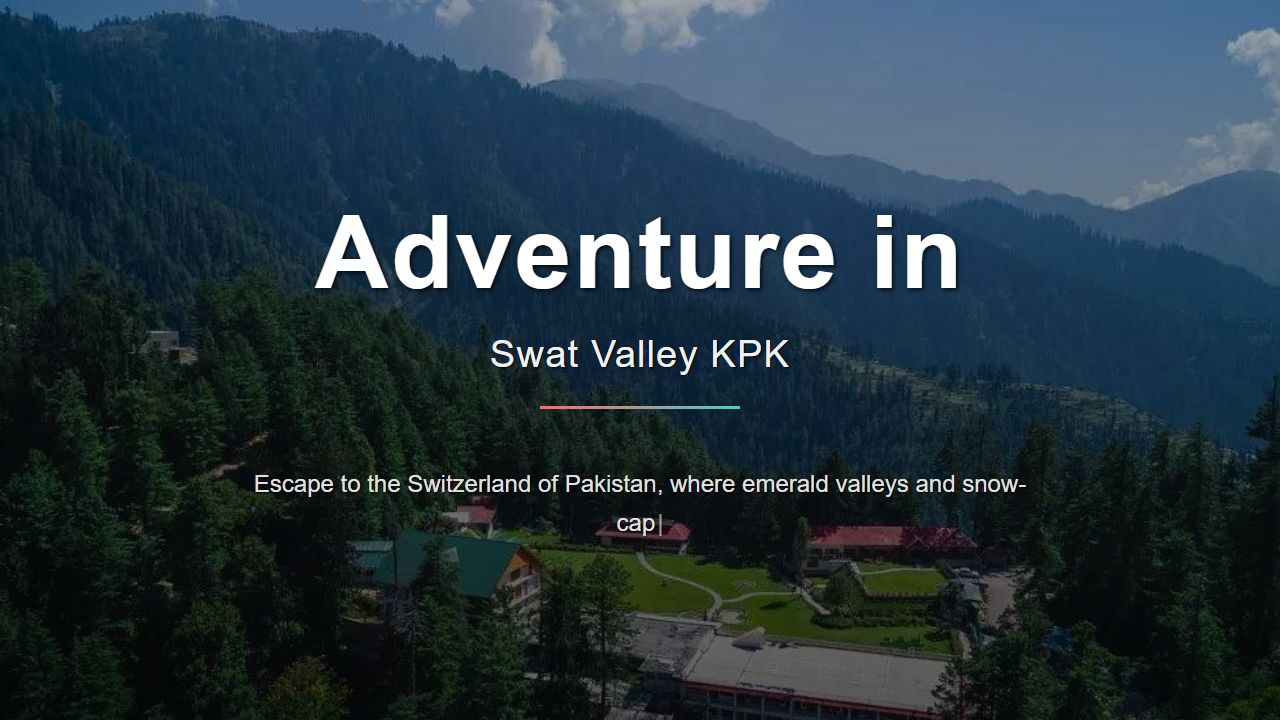 Adventure in
Swat Valley KPK
Escape to the Switzerland of Pakistan, where emerald valleys and snow-
cap|